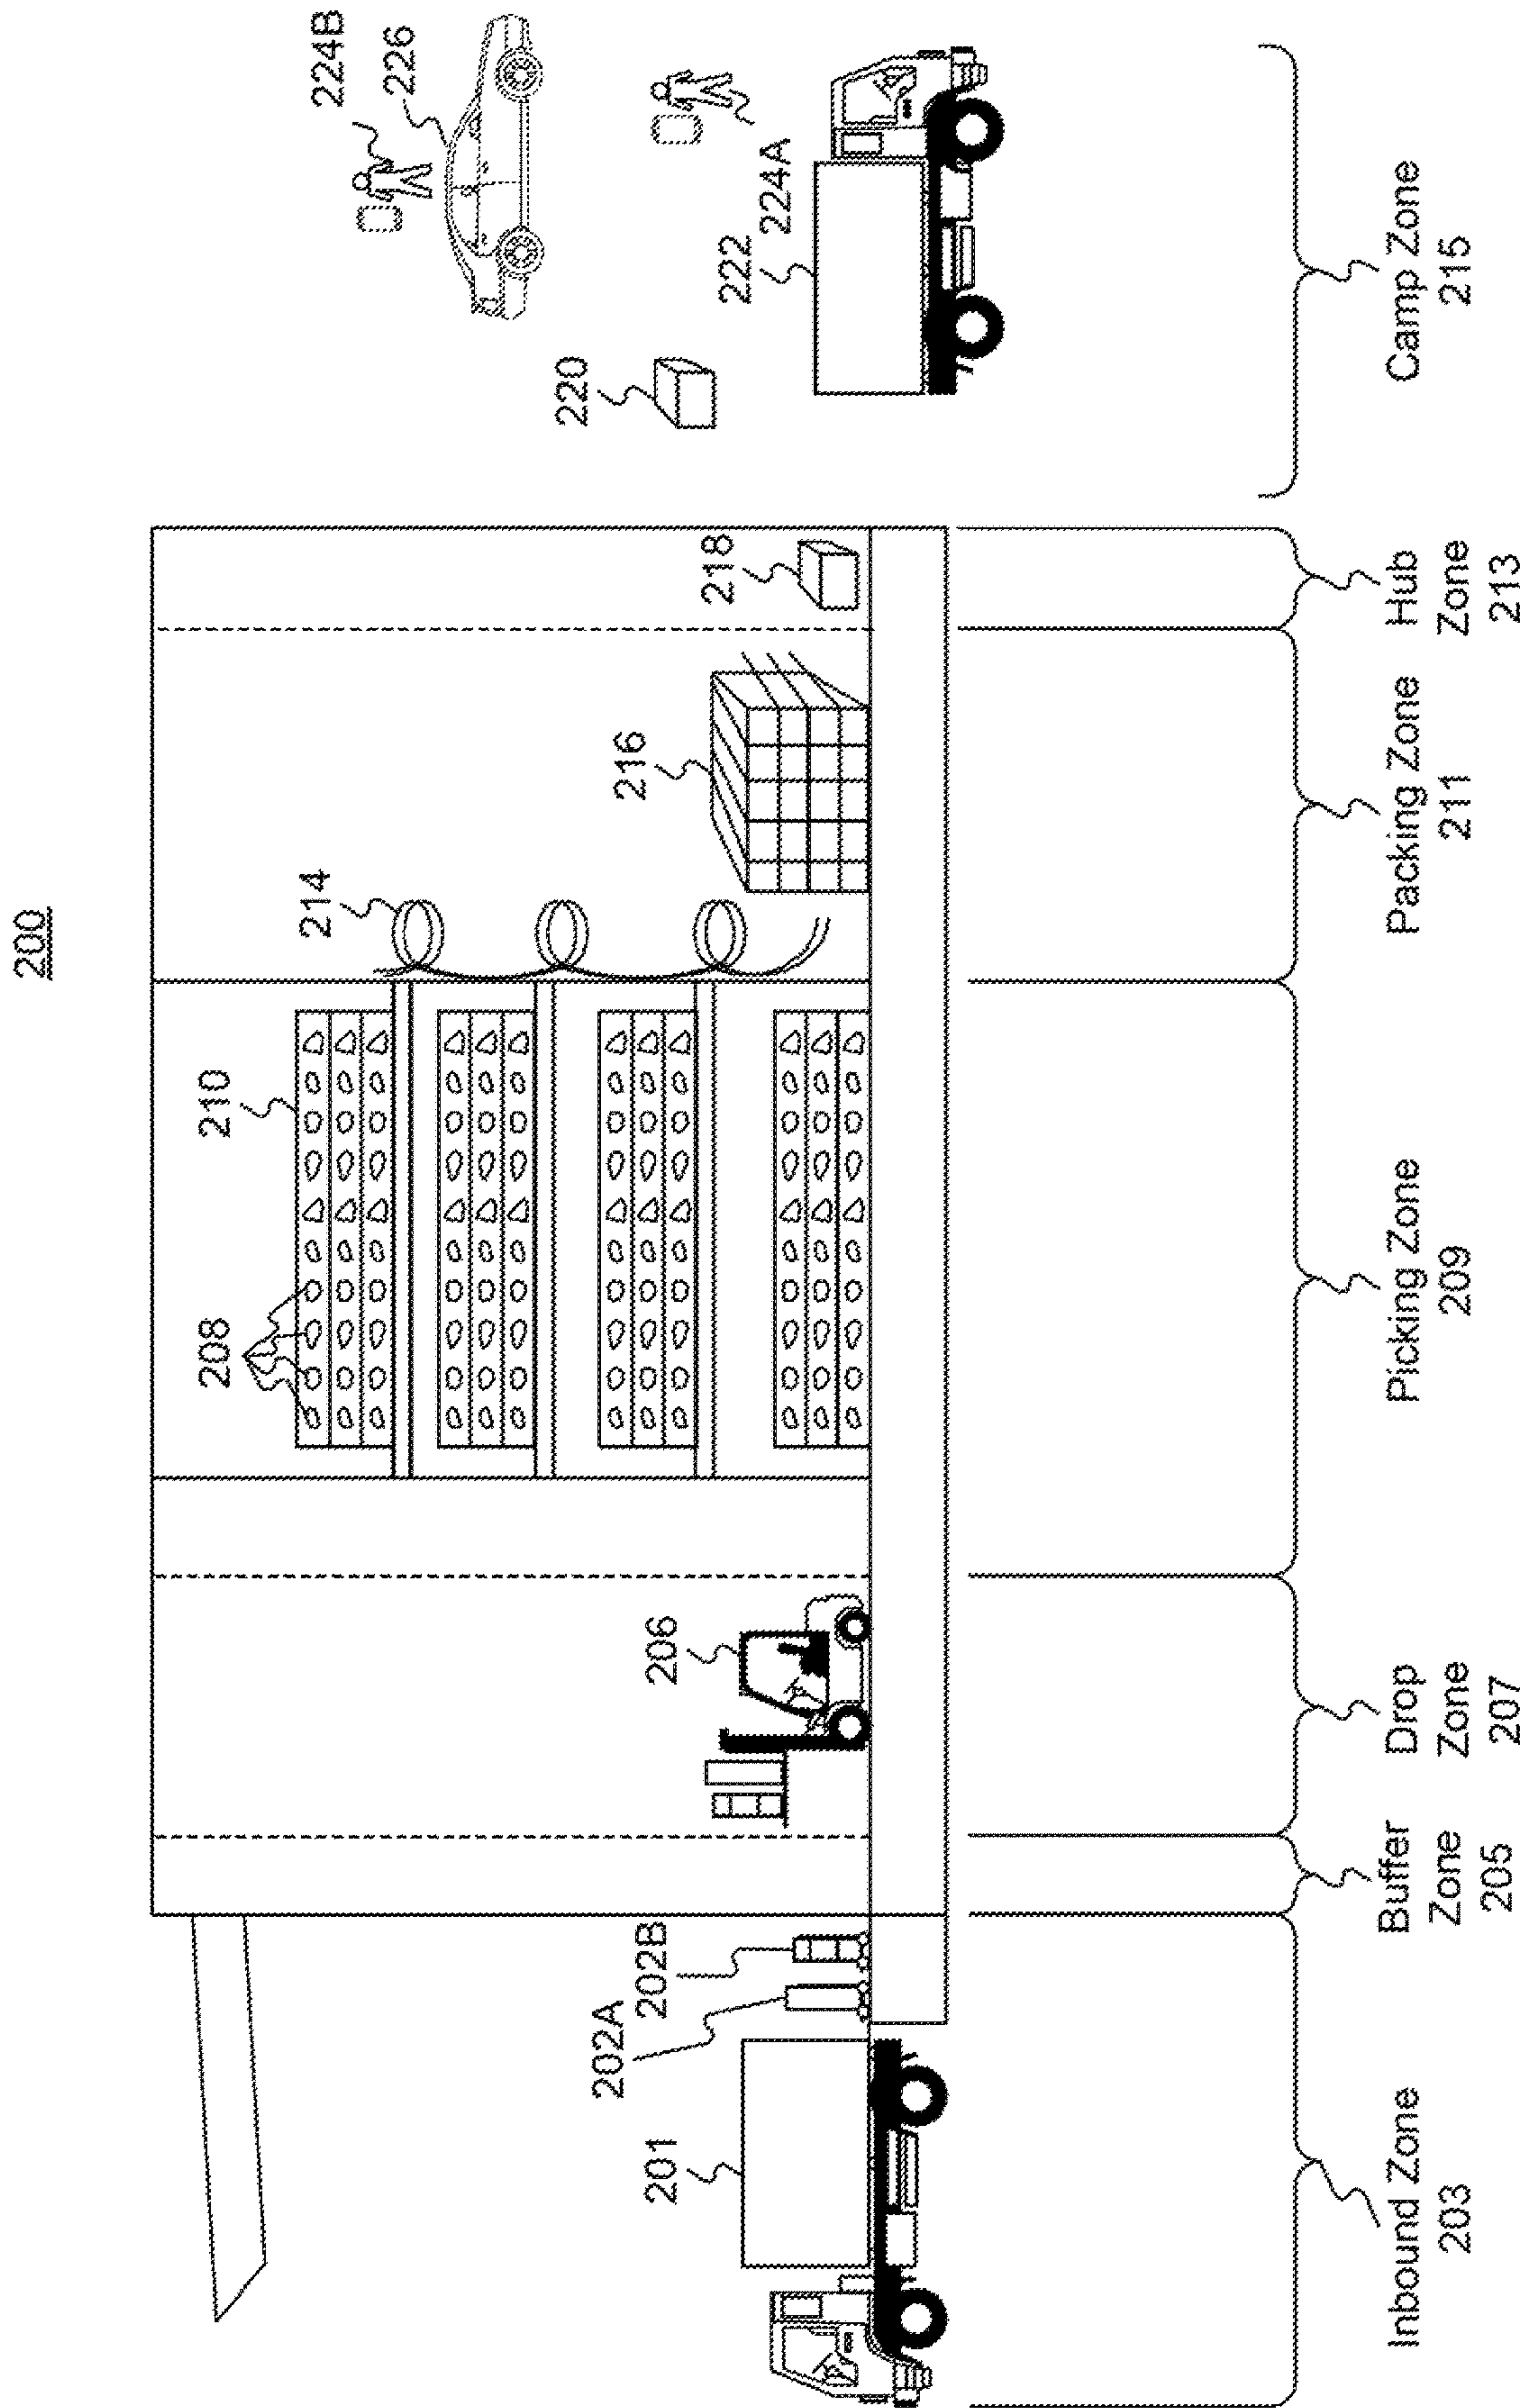 200
224B
226
224A
222
220
218
216
214
210
208
206
202B
202A
201
Inbound Zone
203
Buffer
Zone
205
Drop
Zone
207
Picking Zone
209
Packing Zone
211
Hub
Zone
213
Camp Zone
215